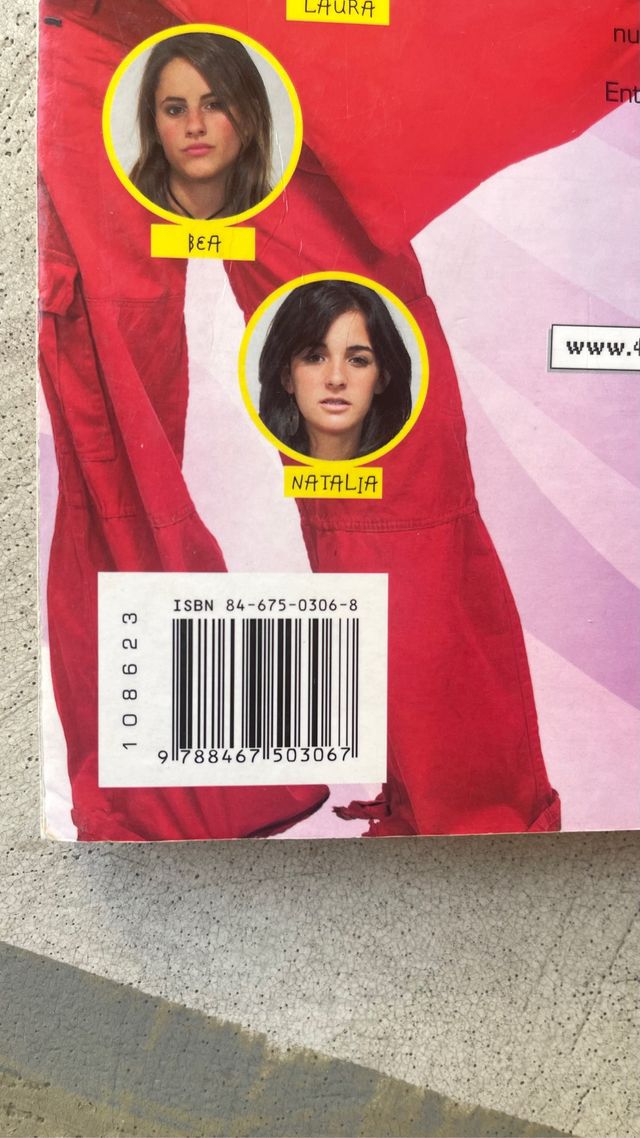 LAURA
nu
Ent
BEA
www.4
NATALIA
ISBN 84-675-0306-8
108623
9 788467 503067